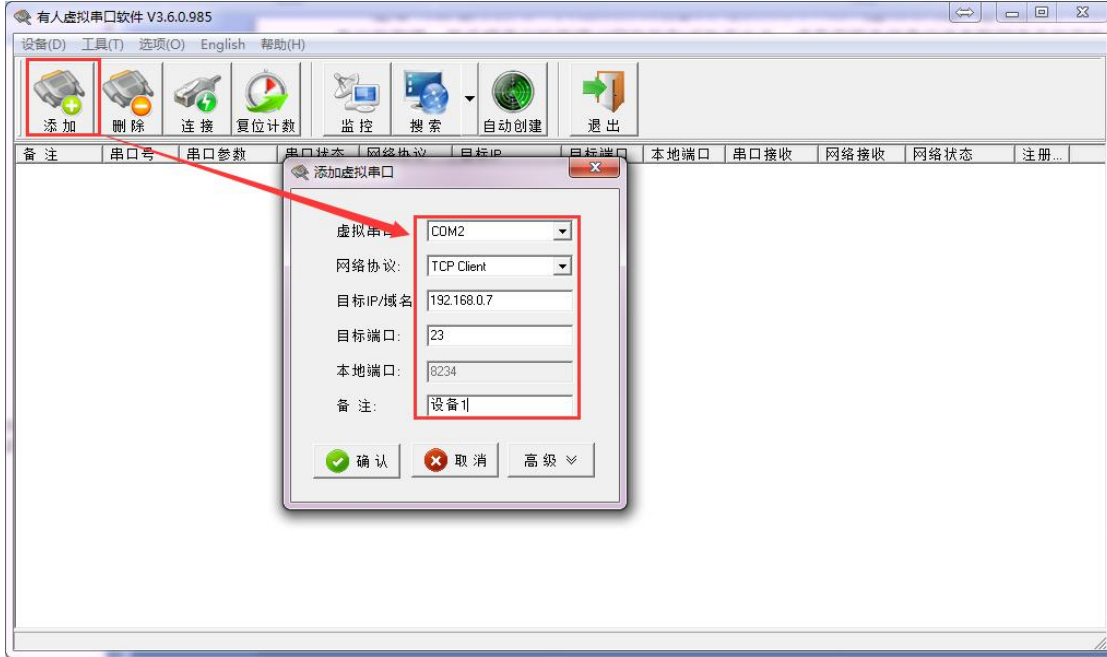 有人虚拟串口软件 V3.6.0.985
设备(D) 工具(T) 选项(O) English 帮助(H)
添 加 删 除 连 接 复位计数 监 控 搜 索 自动创建 退 出
备 注 串口号 串口参数 串口状态 网络协议 目标IP 目标端口 本地端口 串口接收 网络接收 网络状态 注册...
添加虚拟串口
虚拟串口 COM2
网络协议: TCP Client
目标IP/域名 192.168.0.7
目标端口: 23
本地端口: 8234
备 注: 设备1
确 认 取 消 高 级